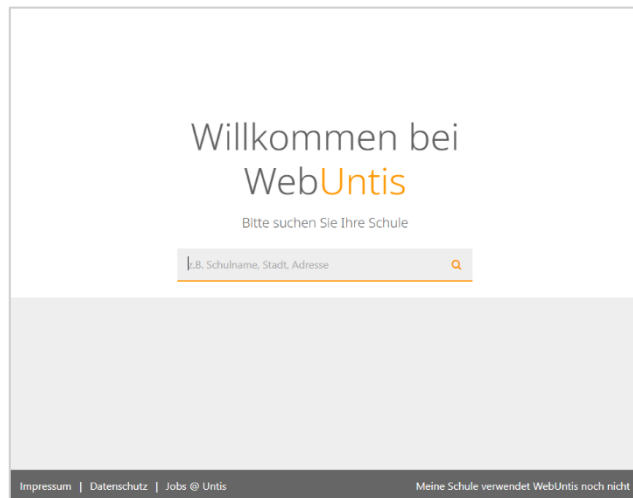 Willkommen bei
WebUntis
Bitte suchen Sie Ihre Schule
z.B. Schulname, Stadt, Adresse
Impressum | Datenschutz | Jobs @ Untis Meine Schule verwendet WebUntis noch nicht